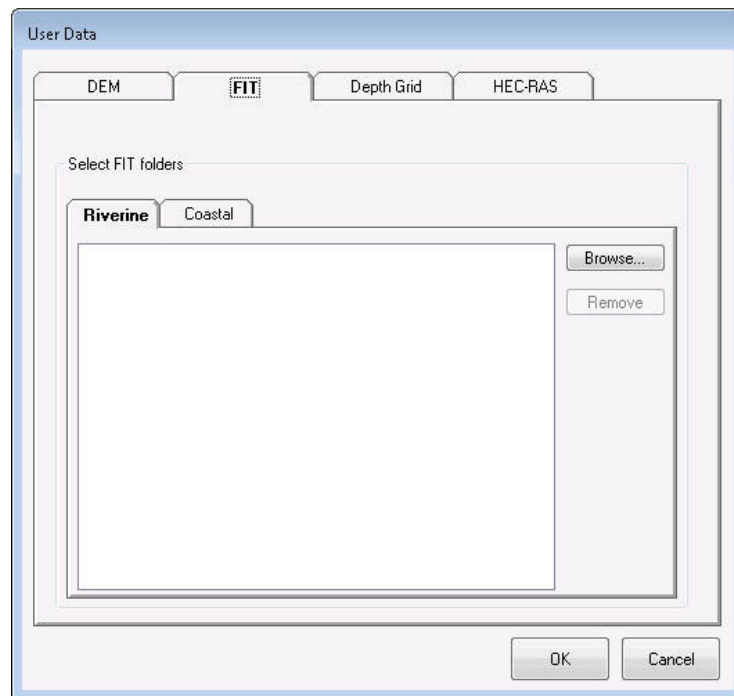 User Data
DEM FIT Depth Grid HEC-RAS
Select FIT folders
Riverine Coastal
Browse...
Remove
OK Cancel